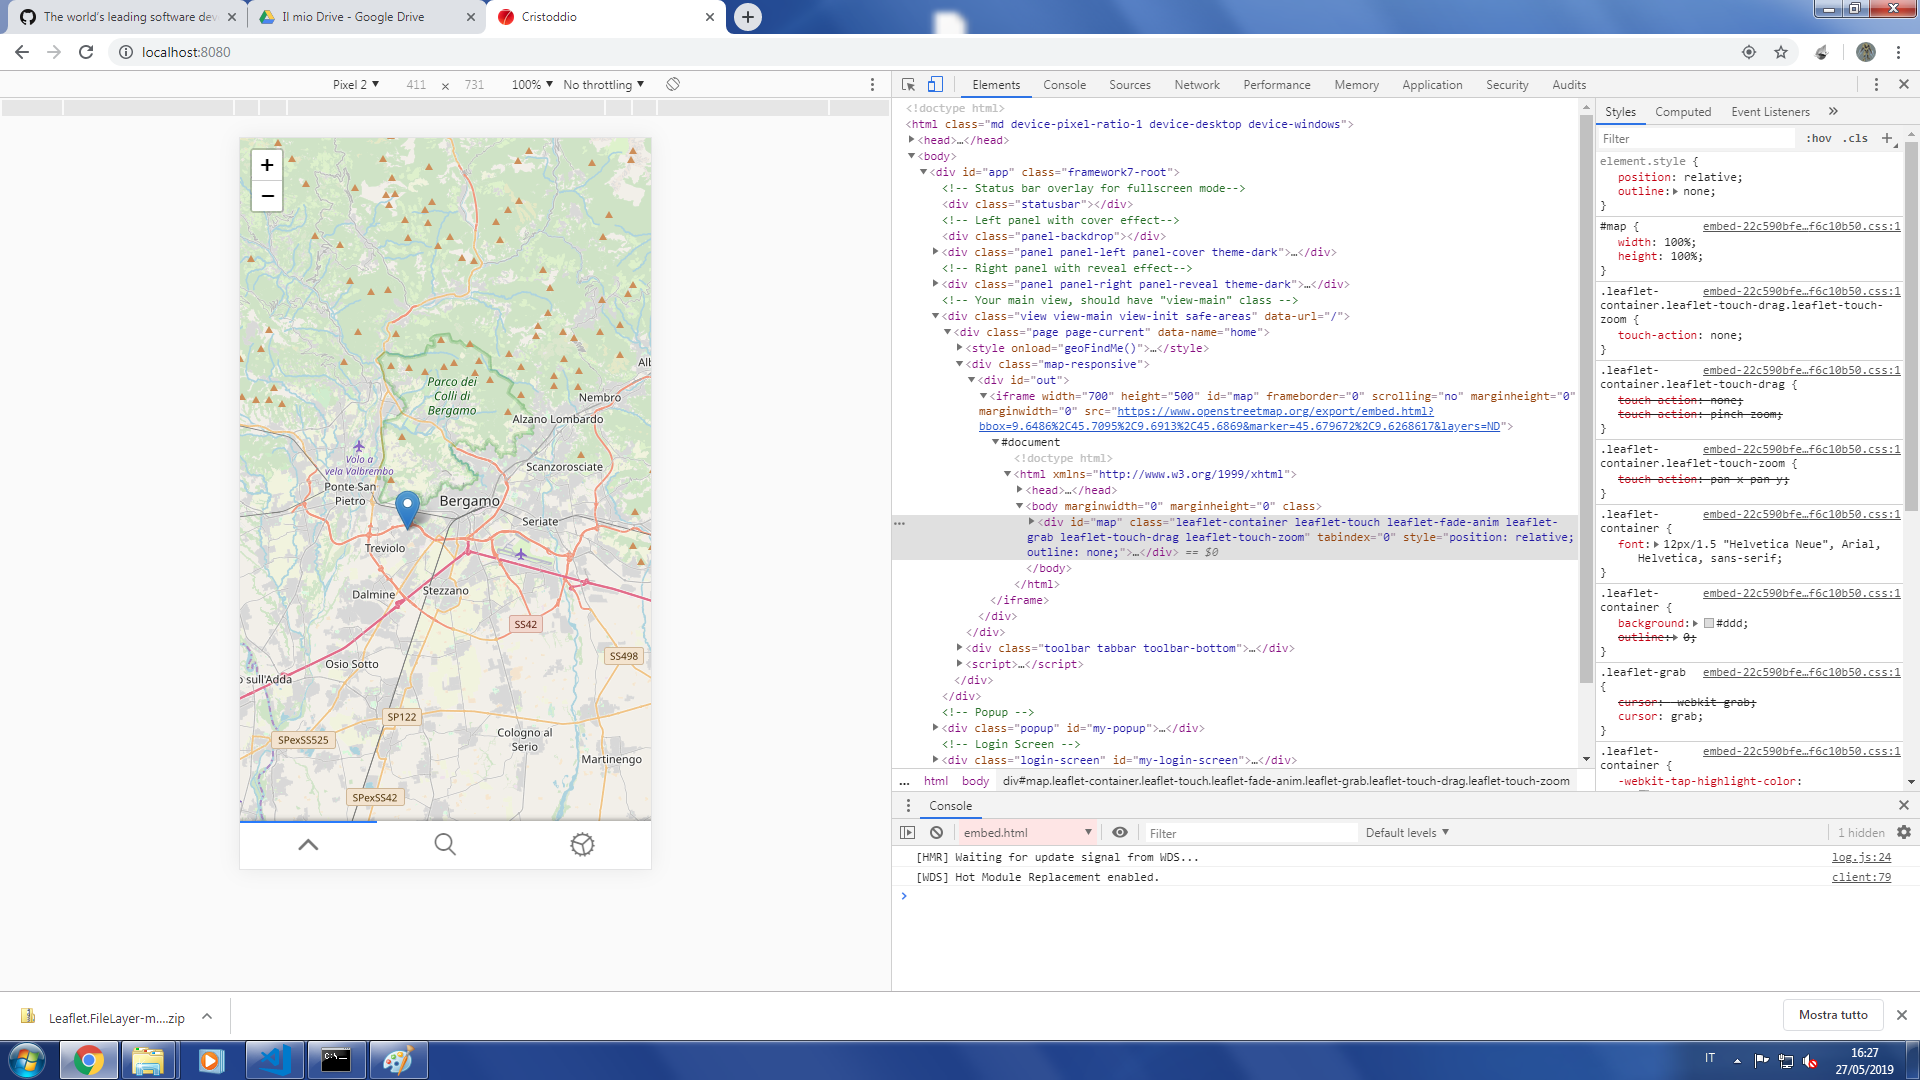 The world's leading software dev
Il mio Drive - Google Drive
Cristoddio
localhost:8080
Pixel 2 ▼ 411 x 731 100% ▼ No throttling ▼
Elements Console Sources Network Performance Memory Application Security Audits
+
−
Parco dei
Colli di
Bergamo
Alb
Nembro
Alzano Lombardo
Volo a
vela Valbrembo
Scanzorosciate
Ponte San
Pietro
Bergamo
Seriate
Treviolo
Dalmine
Stezzano
SS42
SS498
Osio Sotto
o sull'Adda
SP122
SPexSS525
Cologno al
Serio
Martinengo
SPexSS42
<!doctype html>
<html class="md device-pixel-ratio-1 device-desktop device-windows">
<head>…</head>
<body>
<div id="app" class="framework7-root">
<!-- Status bar overlay for fullscreen mode-->
<div class="statusbar"></div>
<!-- Left panel with cover effect-->
<div class="panel-backdrop"></div>
<div class="panel panel-left panel-cover theme-dark">…</div>
<!-- Right panel with reveal effect-->
<div class="panel panel-right panel-reveal theme-dark">…</div>
<!-- Your main view, should have "view-main" class -->
<div class="view view-main view-init safe-areas" data-url="/">
<div class="page page-current" data-name="home">
<style onload="geoFindMe()">…</style>
<div class="map-responsive">
<div id="out">
<iframe width="700" height="500" id="map" frameborder="0" scrolling="no" marginheight="0"
marginwidth="0" src="https://www.openstreetmap.org/export/embed.html?
bbox=9.6486%2C45.7095%2C9.6913%2C45.6869&marker=45.679672%2C9.6268617&layers=ND">
#document
<!doctype html>
<html xmlns="http://www.w3.org/1999/xhtml">
<head>…</head>
<body marginwidth="0" marginheight="0" class>
<div id="map" class="leaflet-container leaflet-touch leaflet-fade-anim leaflet-
grab leaflet-touch-drag leaflet-touch-zoom" tabindex="0" style="position: relative;
outline: none;">…</div> == $0
</body>
</html>
</iframe>
</div>
</div>
<div class="toolbar tabbar toolbar-bottom">…</div>
<script>…</script>
</div>
</div>
<!-- Popup -->
<div class="popup" id="my-popup">…</div>
<!-- Login Screen -->
<div class="login-screen" id="my-login-screen">…</div>
... html body div#map.leaflet-container.leaflet-touch.leaflet-fade-anim.leaflet-grab.leaflet-touch-drag.leaflet-touch-zoom
Styles Computed Event Listeners »
Filter :hov .cls +
element.style {
position: relative;
outline: none;
}
#map { embed-22c590bfe…f6c10b50.css:1
width: 100%;
height: 100%;
}
.leaflet- embed-22c590bfe…f6c10b50.css:1
container.leaflet-touch-drag.leaflet-touch-
zoom {
touch-action: none;
}
.leaflet- embed-22c590bfe…f6c10b50.css:1
container.leaflet-touch-drag {
touch-action: none;
touch-action: pinch-zoom;
}
.leaflet- embed-22c590bfe…f6c10b50.css:1
container.leaflet-touch-zoom {
touch-action: pan-x pan-y;
}
.leaflet- embed-22c590bfe…f6c10b50.css:1
container {
font: 12px/1.5 "Helvetica Neue", Arial,
Helvetica, sans-serif;
}
.leaflet- embed-22c590bfe…f6c10b50.css:1
container {
background: #ddd;
outline: 0;
}
.leaflet-grab embed-22c590bfe…f6c10b50.css:1
{
cursor: -webkit-grab;
cursor: grab;
}
.leaflet- embed-22c590bfe…f6c10b50.css:1
container {
-webkit-tap-highlight-color:
Console
embed.html ▼ Filter Default levels ▼ 1 hidden
[HMR] Waiting for update signal from WDS... log.js:24
[WDS] Hot Module Replacement enabled. client:79
Leaflet.FileLayer-m....zip
Mostra tutto
IT
16:27
27/05/2019